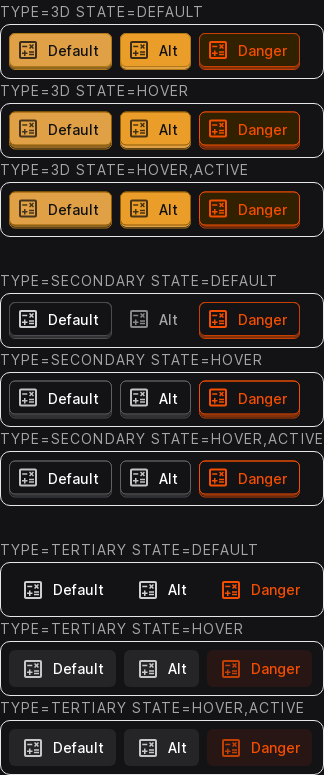 TYPE=3D STATE=DEFAULT
Default Alt Danger
TYPE=3D STATE=HOVER
Default Alt Danger
TYPE=3D STATE=HOVER,ACTIVE
Default Alt Danger
TYPE=SECONDARY STATE=DEFAULT
Default Alt Danger
TYPE=SECONDARY STATE=HOVER
Default Alt Danger
TYPE=SECONDARY STATE=HOVER,ACTIVE
Default Alt Danger
TYPE=TERTIARY STATE=DEFAULT
Default Alt Danger
TYPE=TERTIARY STATE=HOVER
Default Alt Danger
TYPE=TERTIARY STATE=HOVER,ACTIVE
Default Alt Danger